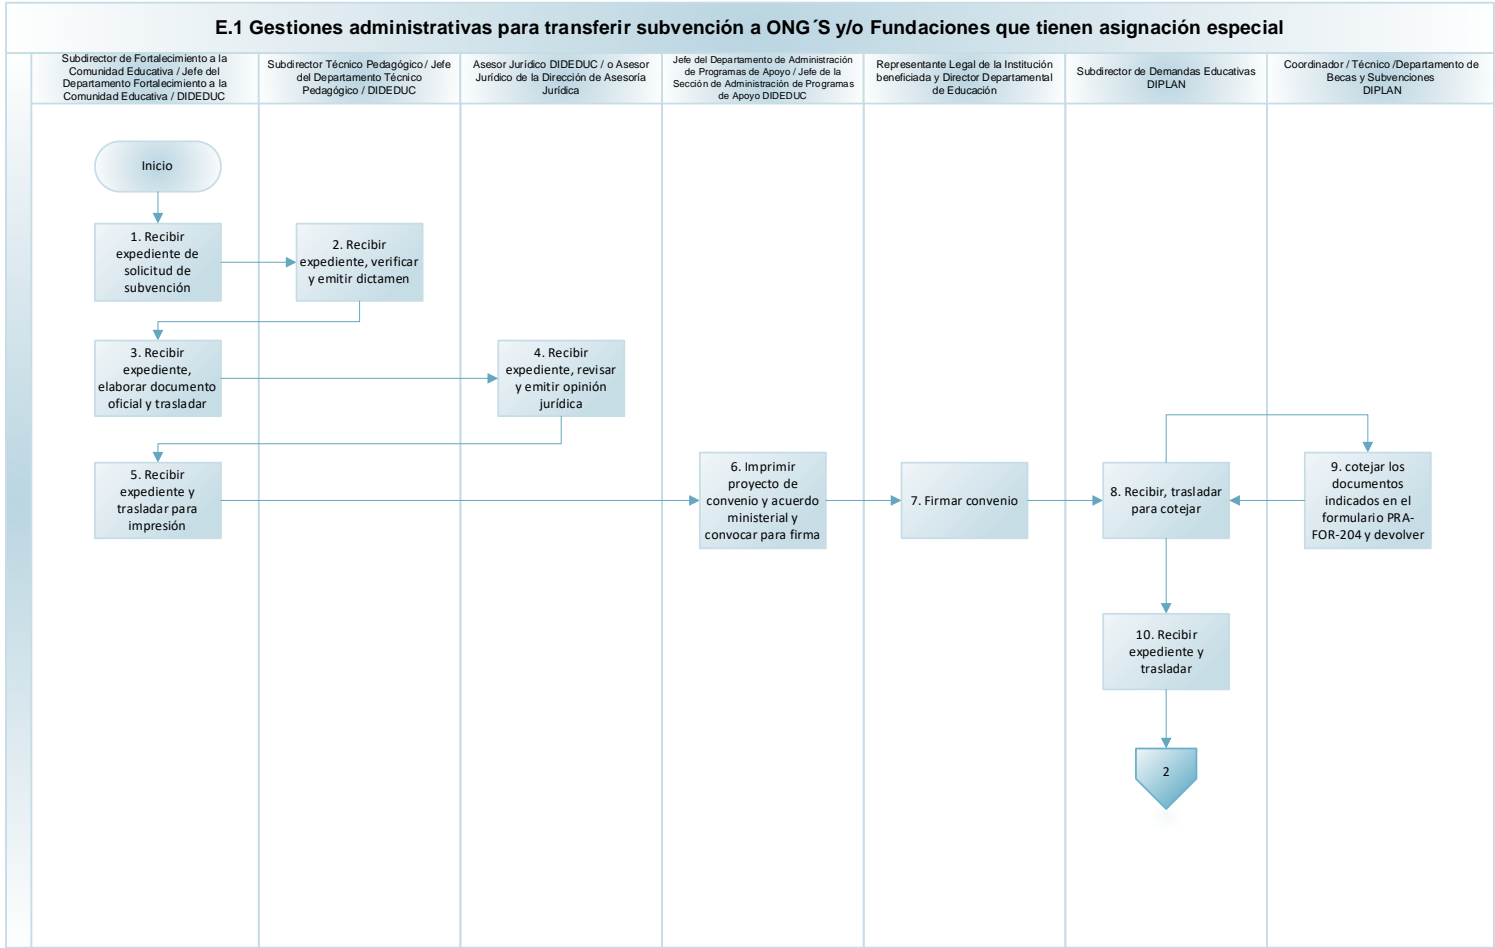 E.1 Gestiones administrativas para transferir subvención a ONG´S y/o Fundaciones que tienen asignación especial
Subdirector de Fortalecimiento a la
Comunidad Educativa / Jefe del
Departamento Fortalecimiento a la
Comunidad Educativa / DIDEDUC
Subdirector Técnico Pedagógico / Jefe
del Departamento Técnico
Pedagógico / DIDEDUC
Asesor Jurídico DIDEDUC / o Asesor
Jurídico de la Dirección de Asesoría
Jurídica
Jefe del Departamento de Administración
de Programas de Apoyo / Jefe de la
Sección de Administración de Programas
de Apoyo DIDEDUC
Representante Legal de la Institución
beneficiada y Director Departamental
de Educación
Subdirector de Demandas Educativas
DIPLAN
Coordinador / Técnico /Departamento de
Becas y Subvenciones
DIPLAN
Inicio
1. Recibir
expediente de
solicitud de
subvención
2. Recibir
expediente, verificar
y emitir dictamen
3. Recibir
expediente,
elaborar documento
oficial y trasladar
4. Recibir
expediente, revisar
y emitir opinión
jurídica
5. Recibir
expediente y
trasladar para
impresión
6. Imprimir
proyecto de
convenio y acuerdo
ministerial y
convocar para firma
7. Firmar convenio
8. Recibir, trasladar
para cotejar
9. cotejar los
documentos
indicados en el
formulario PRA-
FOR-204 y devolver
10. Recibir
expediente y
trasladar
2